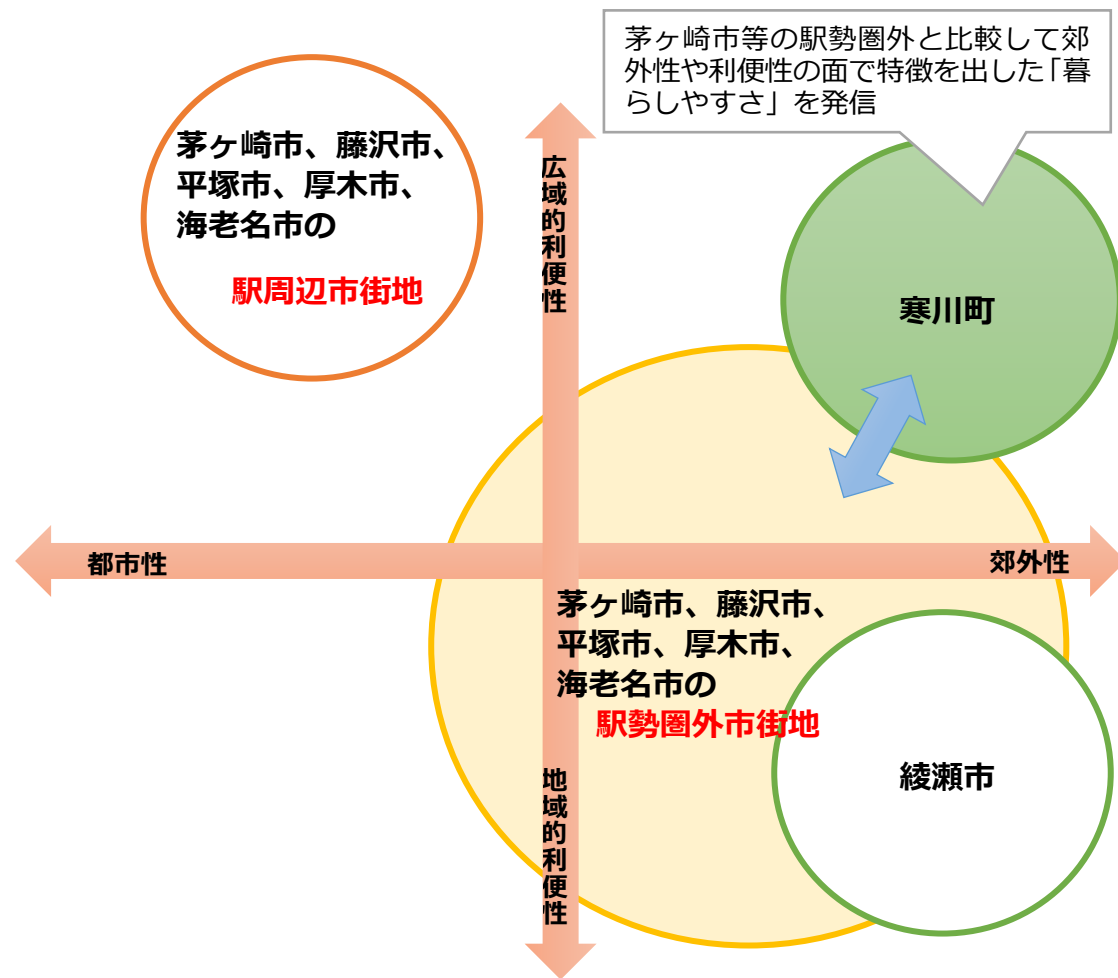 茅ヶ崎市等の駅勢圏外と比較して郊
外性や利便性の面で特徴を出した「暮
らしやすさ」を発信
茅ヶ崎市、藤沢市、
平塚市、厚木市、
海老名市の
駅周辺市街地
広域的利便性
寒川町
都市性
郊外性
茅ヶ崎市、藤沢市、
平塚市、厚木市、
海老名市の
駅勢圏外市街地
地域的利便性
綾瀬市